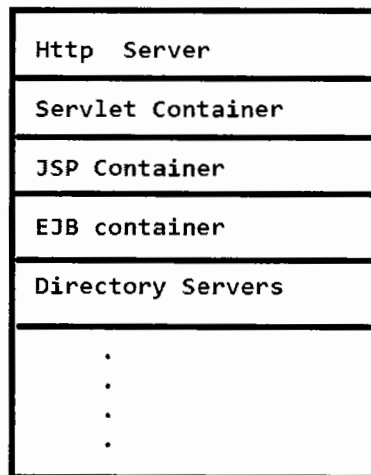 Http Server
Servlet Container
JSP Container
EJB container
Directory Servers
.
.
.
.